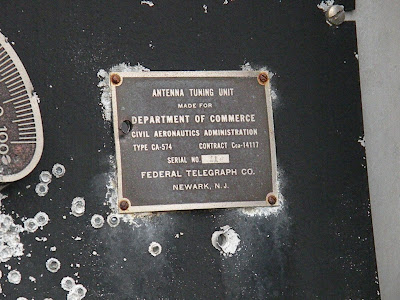 ANTENNA TUNING UNIT
MADE FOR
DEPARTMENT OF COMMERCE
CIVIL AERONAUTICS ADMINISTRATION
TYPE CA-574 CONTRACT Cca-14117
SERIAL NO.
FEDERAL TELEGRAPH CO.
NEWARK, N.J.
100